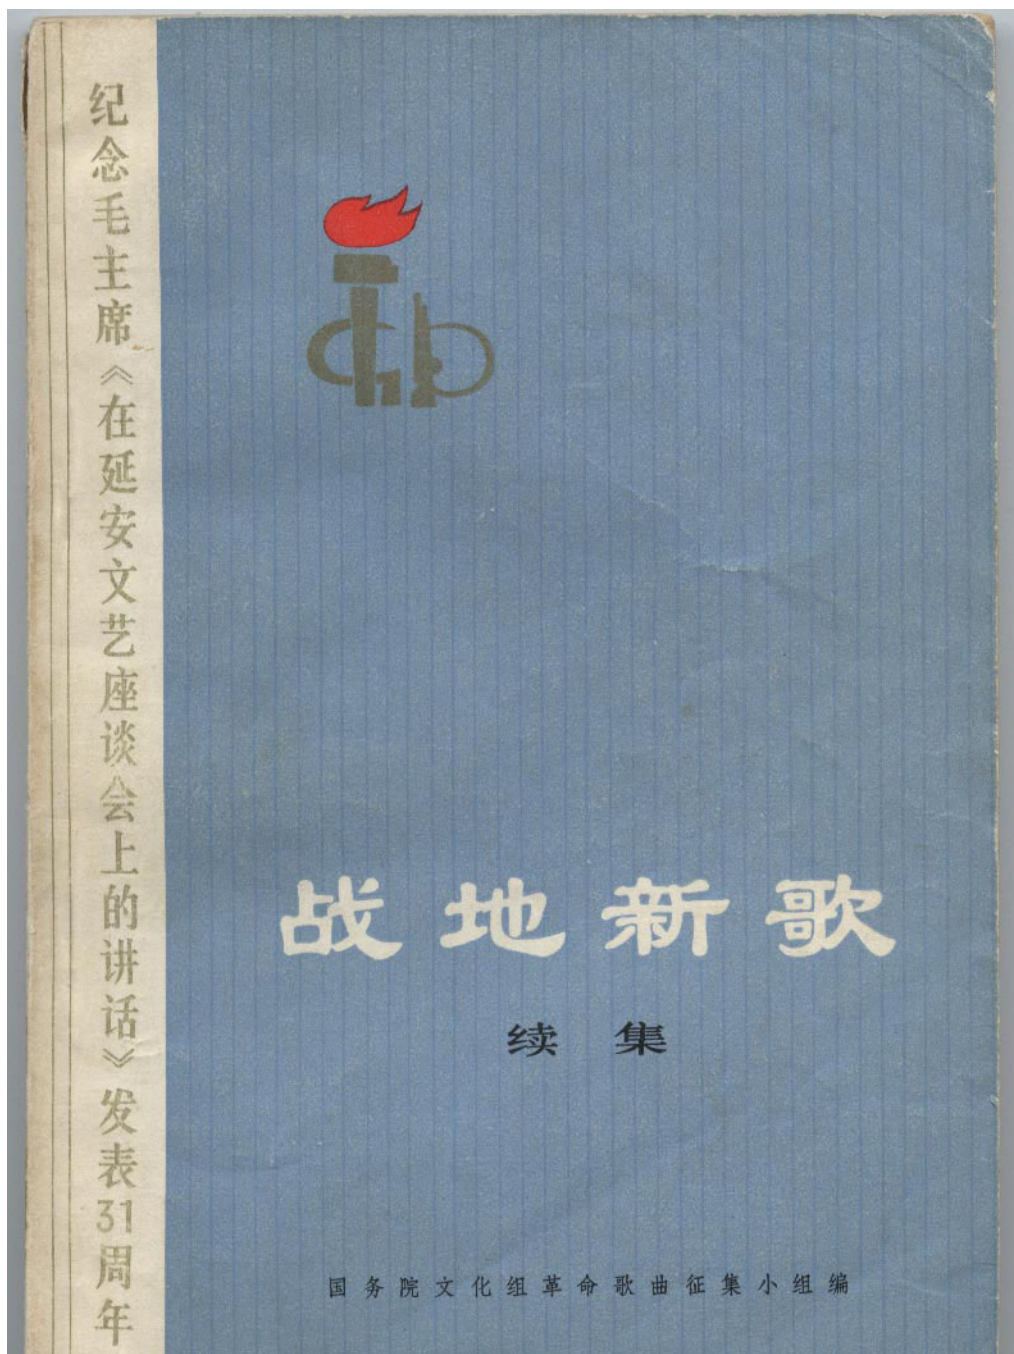 纪念毛主席《在延安文艺座谈会上的讲话》发表31周年
战地新歌
续集
国务院文化组革命歌曲征集小组编